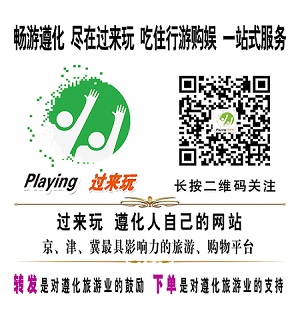 畅游遵化 尽在过来玩 吃住行游购娱 一站式服务
Playing 过来玩
长按二维码关注
过来玩 遵化人自己的网站
京、津、冀最具影响力的旅游、购物平台
转发是对遵化旅游业的鼓励 下单是对遵化旅游业的支持